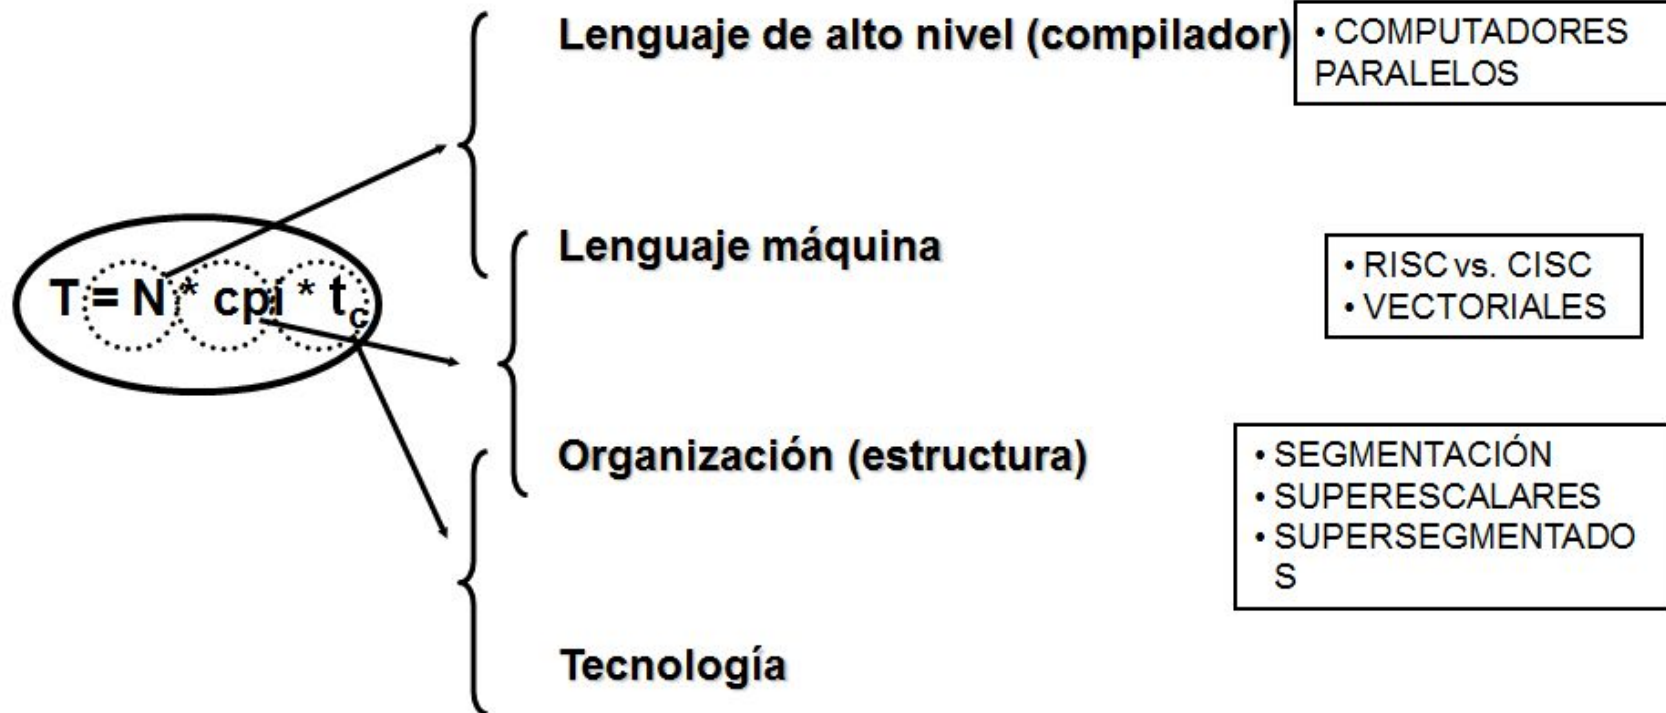 Lenguaje de alto nivel (compilador)
• COMPUTADORES
PARALELOS
Lenguaje máquina
• RISC vs. CISC
• VECTORIALES
T = N * cpi * tc
Organización (estructura)
• SEGMENTACIÓN
• SUPERESCALARES
• SUPERSEGMENTADO
S
Tecnología